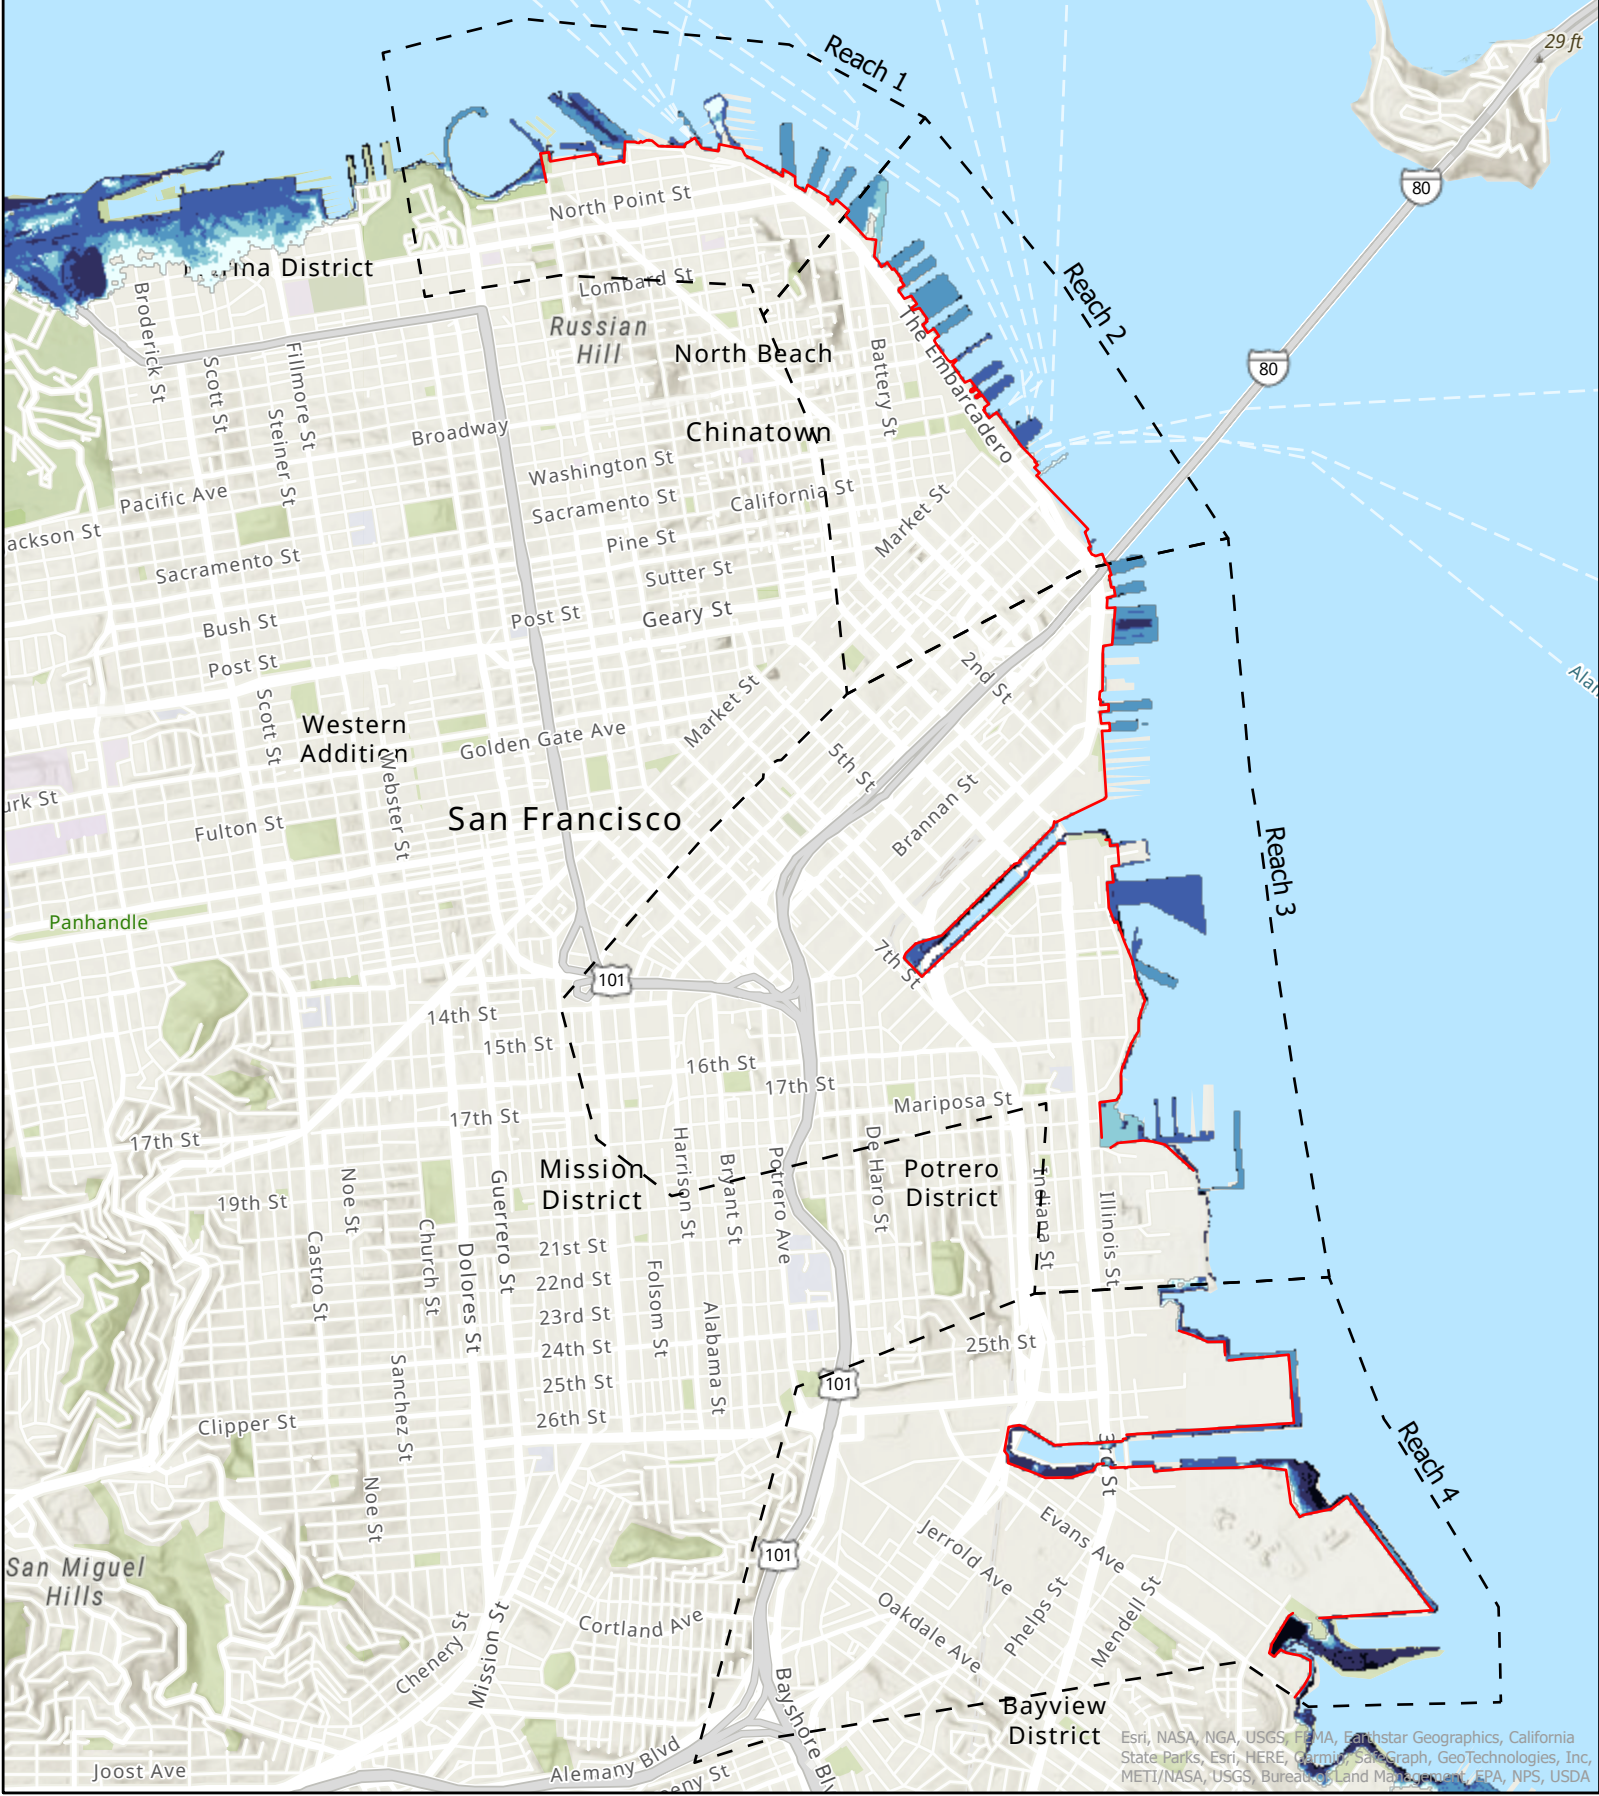 29 ft
Reach 1
80
North Point St
Reach 2
Marina District
Lombard St
Broderick St
Russian
Hill
North Beach
The Embarcadero
Battery St
80
Scott St
Fillmore St
Steiner St
Broadway
Chinatown
Washington St
Pacific Ave
Sacramento St
California St
Market St
Jackson St
Pine St
Sacramento St
Sutter St
Geary St
Bush St
Post St
Post St
2nd St
Scott St
Western
Addition
Market St
Golden Gate Ave
5th St
Webster St
Brannan St
Fulton St
San Francisco
Reach 3
Panhandle
7th St
101
14th St
15th St
16th St
17th St
Mariposa St
17th St
17th St
Harrison St
Bryant St
Potrero Ave
De Haro St
Mission
District
Potrero
District
Indiana St
Illinois St
19th St
Noe St
Guerrero St
Castro St
Church St
Dolores St
21st St
22nd St
Folsom St
23rd St
Alabama St
24th St
25th St
25th St
101
Sanchez St
26th St
Clipper St
3rd St
Reach 4
Noe St
Evans Ave
Jerrold Ave
101
San Miguel
Hills
Phelps St
Mendell St
Oakdale Ave
Cortland Ave
Chenery St
Mission St
Bayshore Blv
Bayview
District
Alemany Blvd
Joost Ave
Esri, NASA, NGA, USGS, FEMA, Earthstar Geographics, California
State Parks, Esri, HERE, Garmin, SafeGraph, GeoTechnologies, Inc,
METI/NASA, USGS, Bureau of Land Management, EPA, NPS, USDA